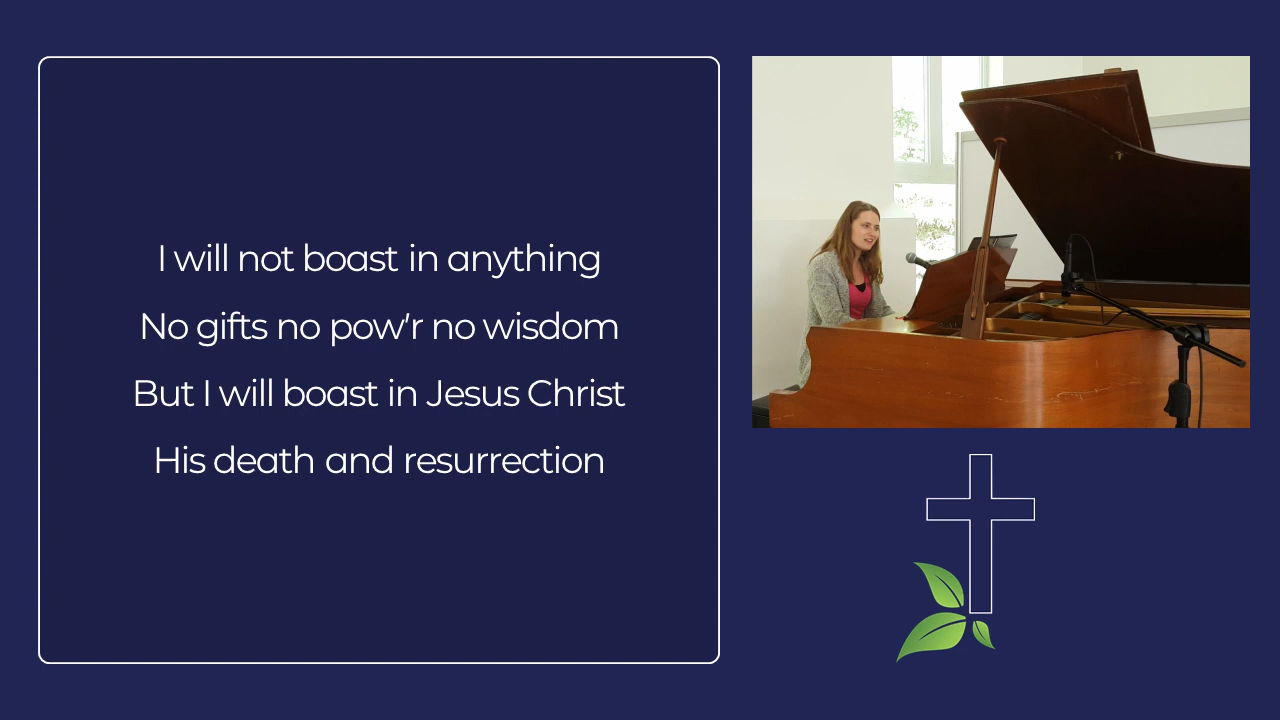 I will not boast in anything
No gifts no pow'r no wisdom
But I will boast in Jesus Christ
His death and resurrection